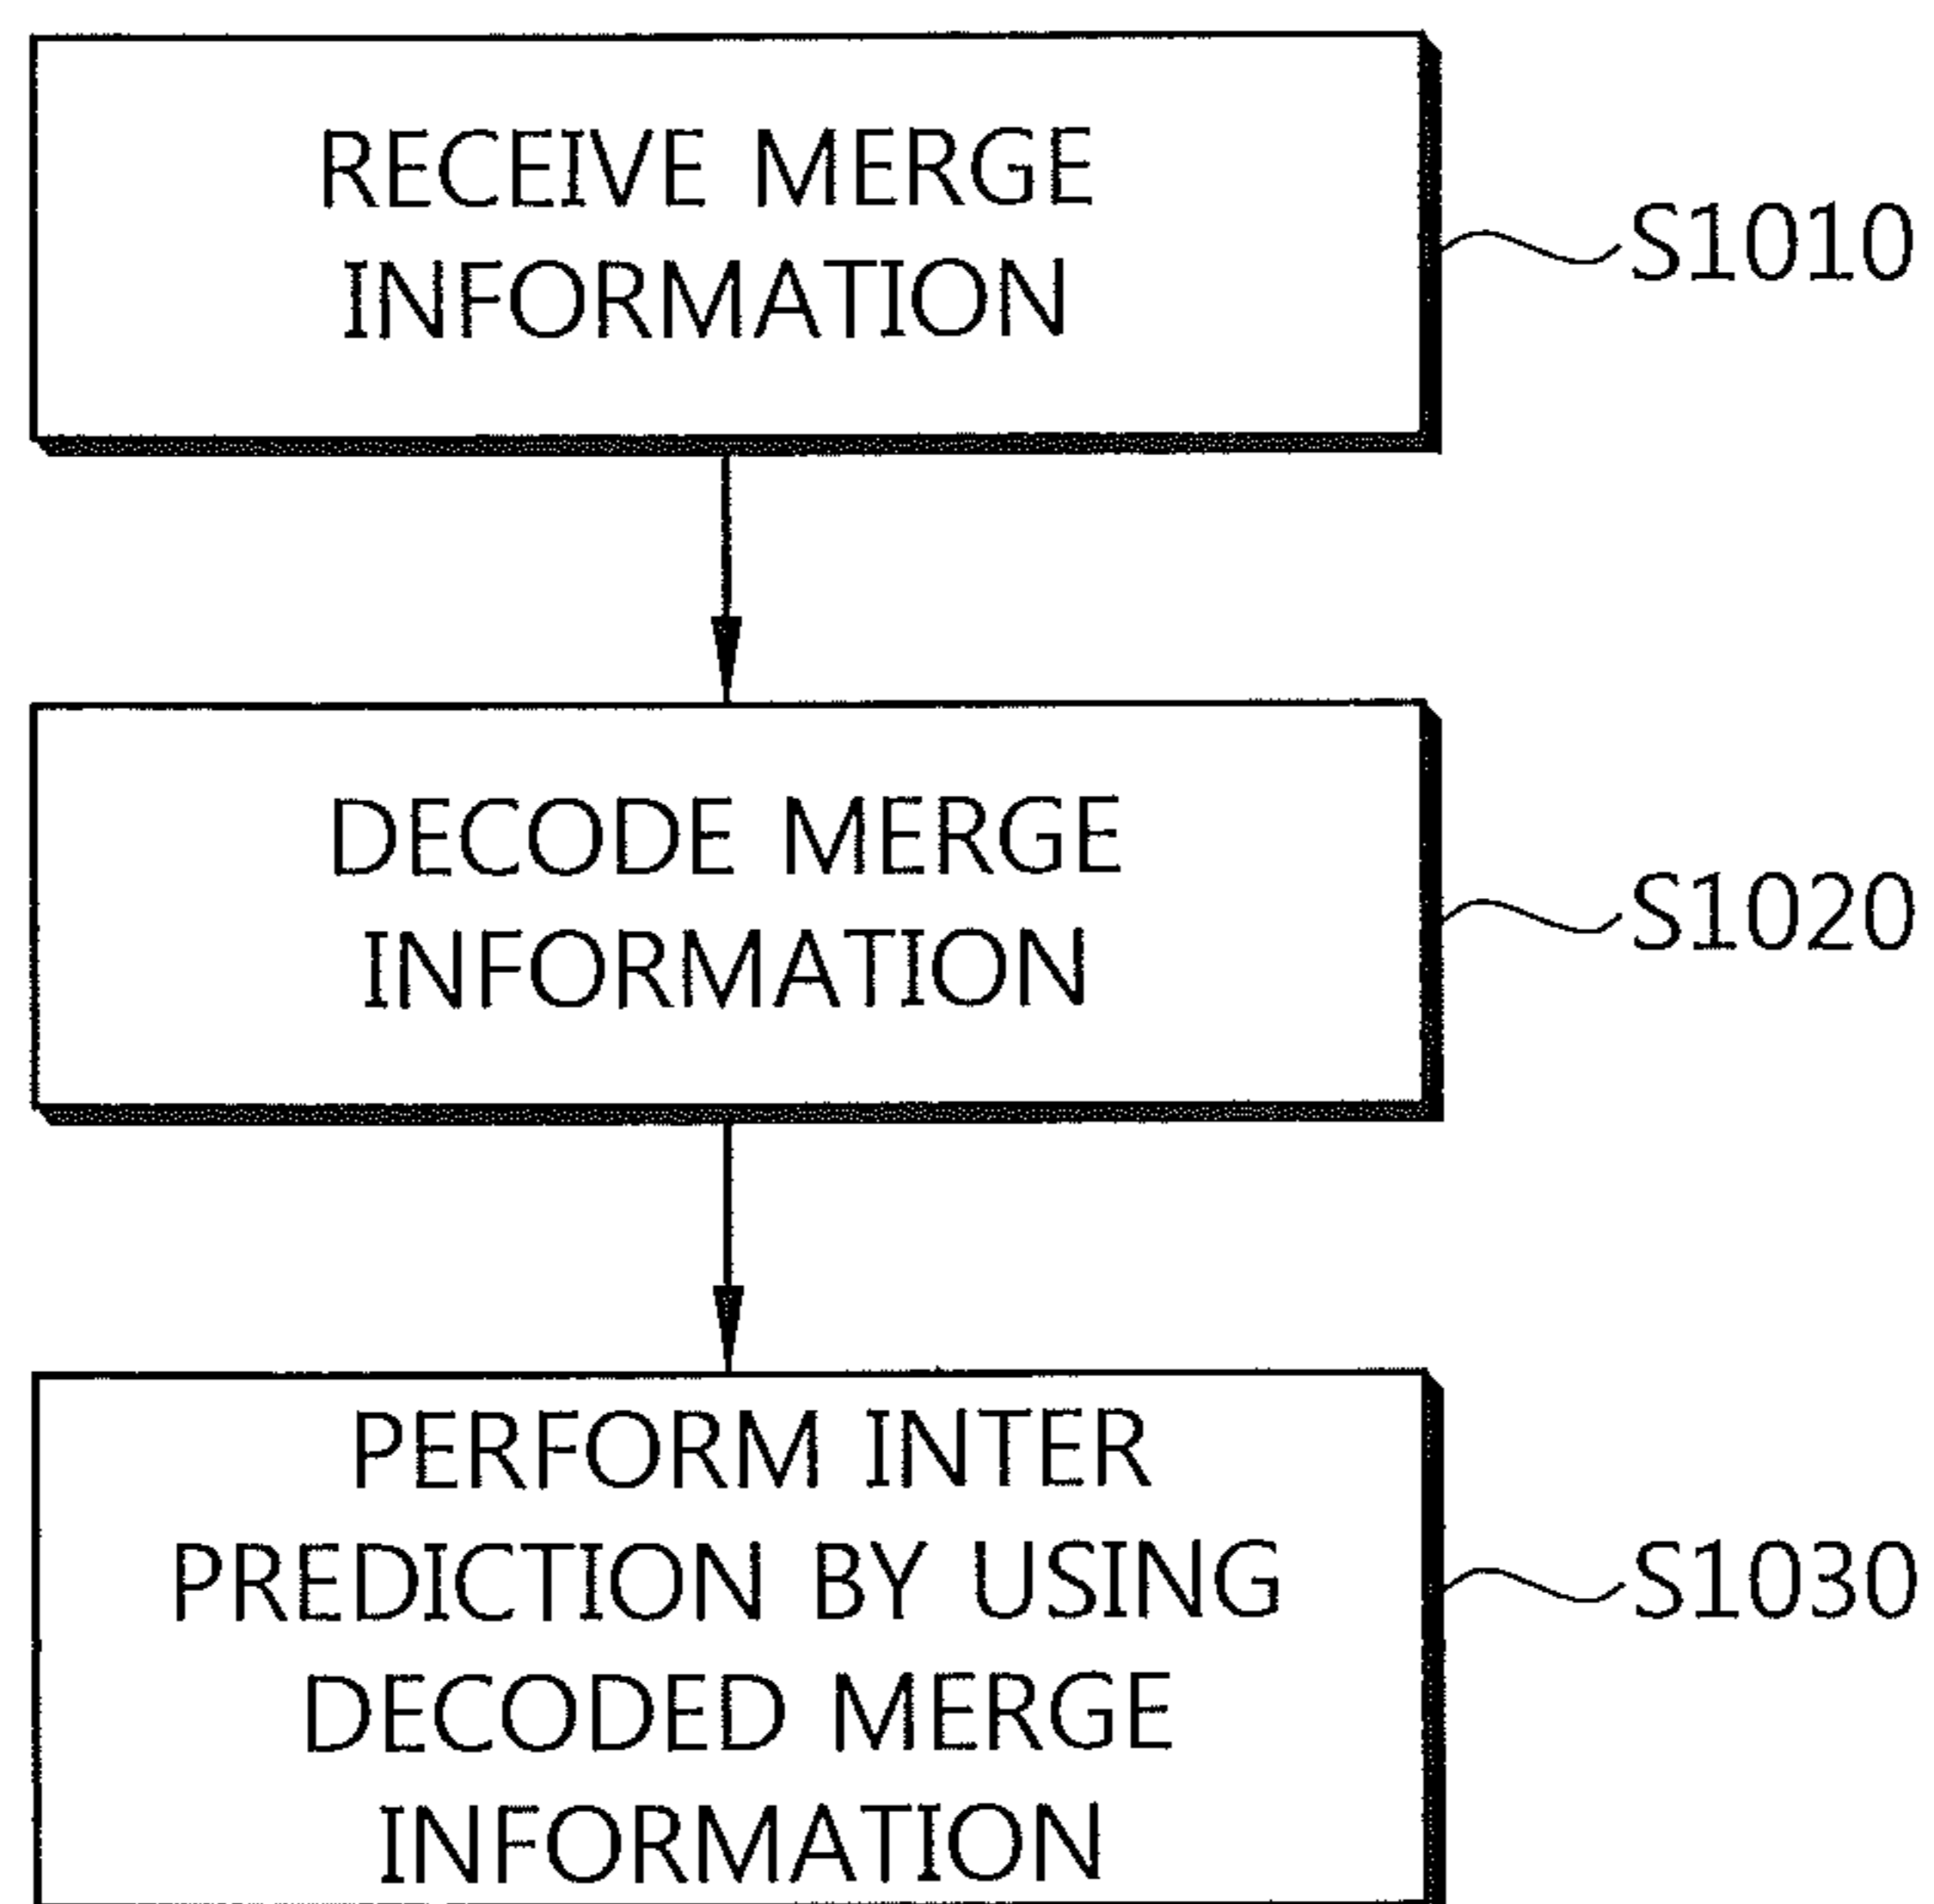 RECEIVE MERGE
INFORMATION
S1010
DECODE MERGE
INFORMATION
S1020
PERFORM INTER
PREDICTION BY USING
DECODED MERGE
INFORMATION
S1030